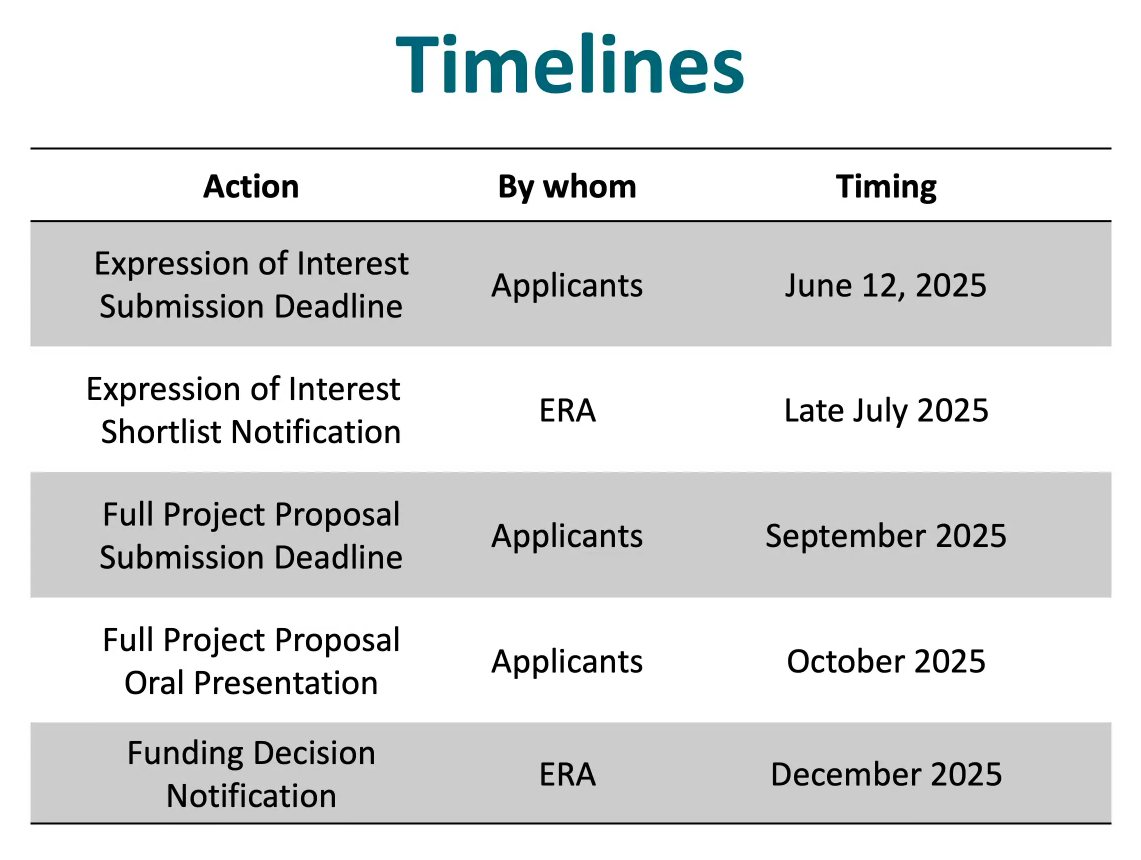 Timelines
Action By whom Timing
Expression of Interest
Submission Deadline
Applicants
June 12, 2025
Expression of Interest
Shortlist Notification
ERA
Late July 2025
Full Project Proposal
Submission Deadline
Applicants
September 2025
Full Project Proposal
Oral Presentation
Applicants
October 2025
Funding Decision
Notification
ERA
December 2025